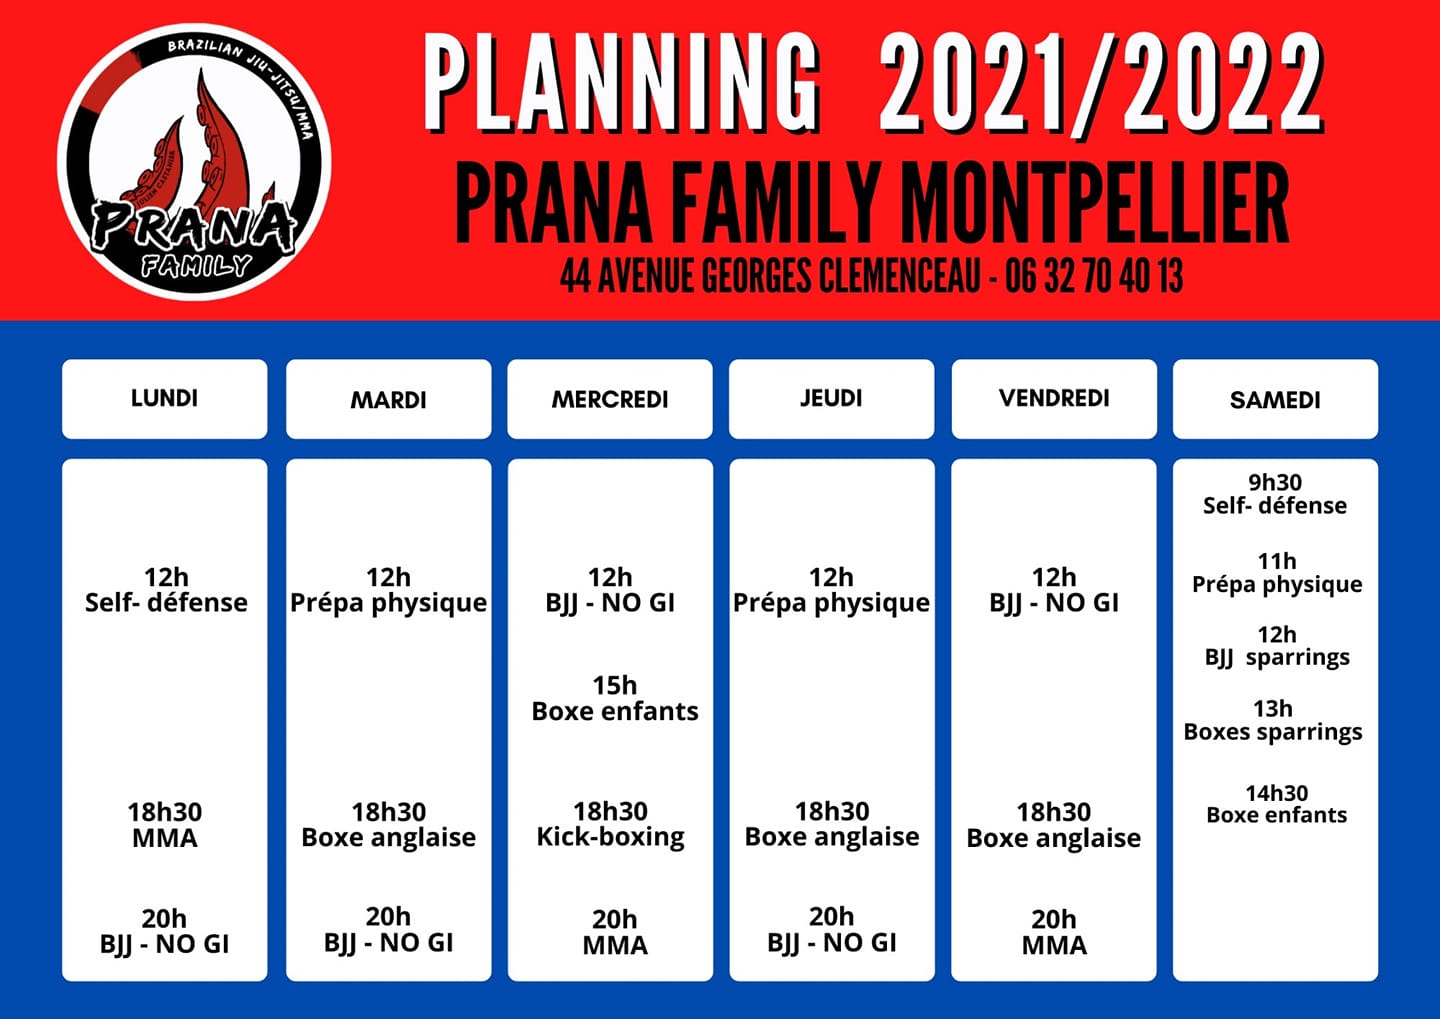 BRAZILIAN JIU-JITSU/MMA
JULIEN CASTANIER
PRANA
FAMILY
PLANNING 2021/2022
PRANA FAMILY MONTPELLIER
44 AVENUE GEORGES CLEMENCEAU - 06 32 70 40 13
LUNDI
12h
Self- défense
18h30
MMA
20h
BJJ - NO GI
MARDI
12h
Prépa physique
18h30
Boxe anglaise
20h
BJJ - NO GI
MERCREDI
12h
BJJ - NO GI
15h
Boxe enfants
18h30
Kick-boxing
20h
MMA
JEUDI
12h
Prépa physique
18h30
Boxe anglaise
20h
BJJ - NO GI
VENDREDI
12h
BJJ - NO GI
18h30
Boxe anglaise
20h
MMA
SAMEDI
9h30
Self- défense
11h
Prépa physique
12h
BJJ sparrings
13h
Boxes sparrings
14h30
Boxe enfants